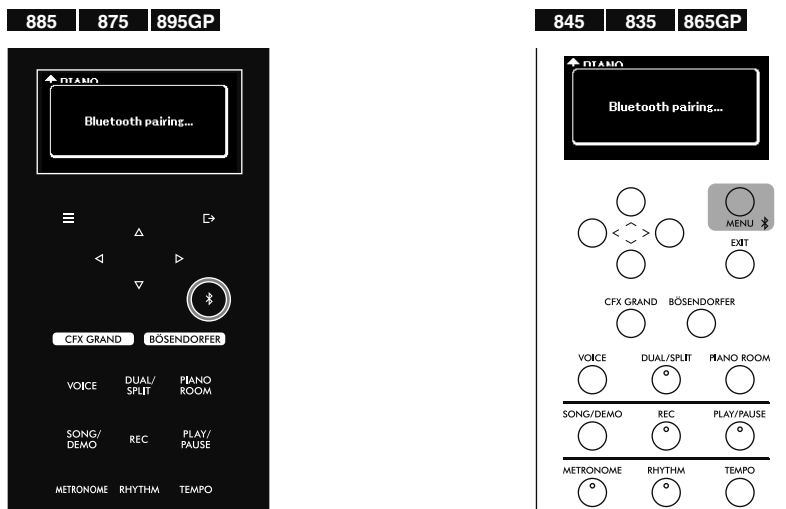 885 875 895GP
PIANO
Bluetooth pairing...
CFX GRAND BÖSENDORFER
VOICE DUAL/SPLIT PIANO ROOM
SONG/DEMO REC PLAY/PAUSE
METRONOME RHYTHM TEMPO
845 835 865GP
PIANO
Bluetooth pairing...
MENU
EXIT
CFX GRAND BÖSENDORFER
VOICE DUAL/SPLIT PIANO ROOM
SONG/DEMO REC PLAY/PAUSE
METRONOME RHYTHM TEMPO